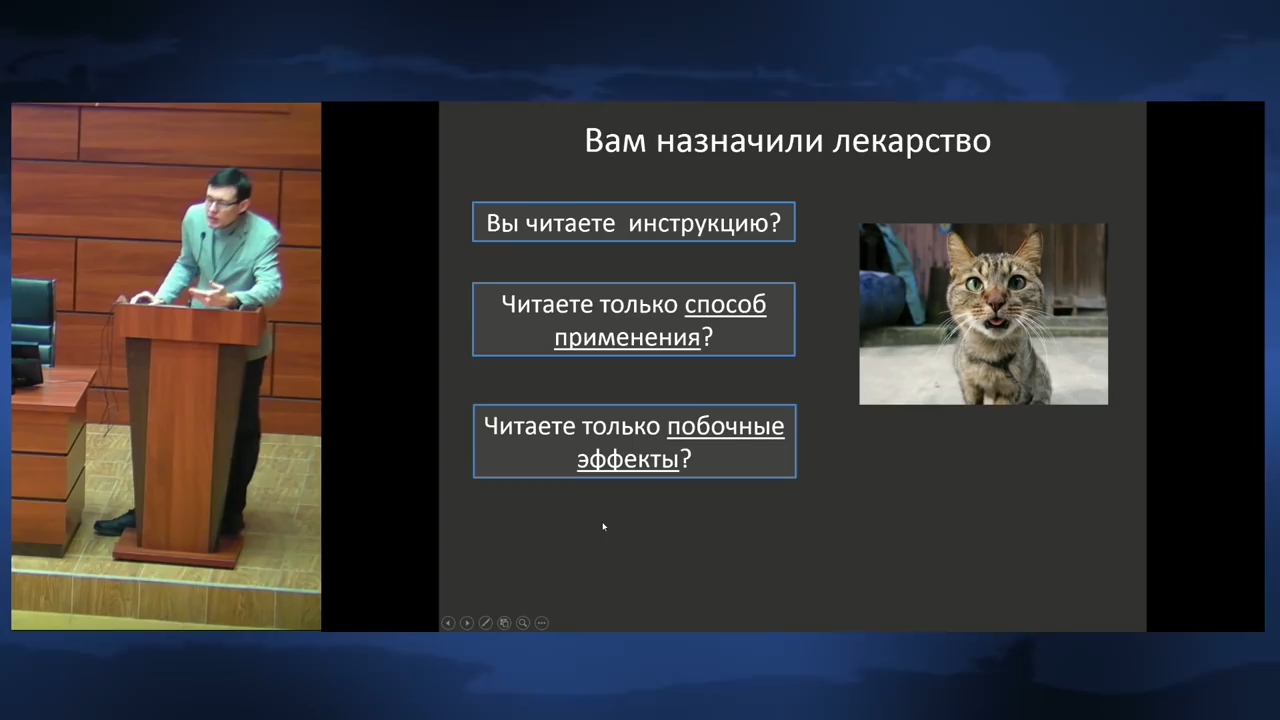 Вам назначили лекарство
Вы читаете инструкцию?
Читаете только способ
применения?
Читаете только побочные
эффекты?